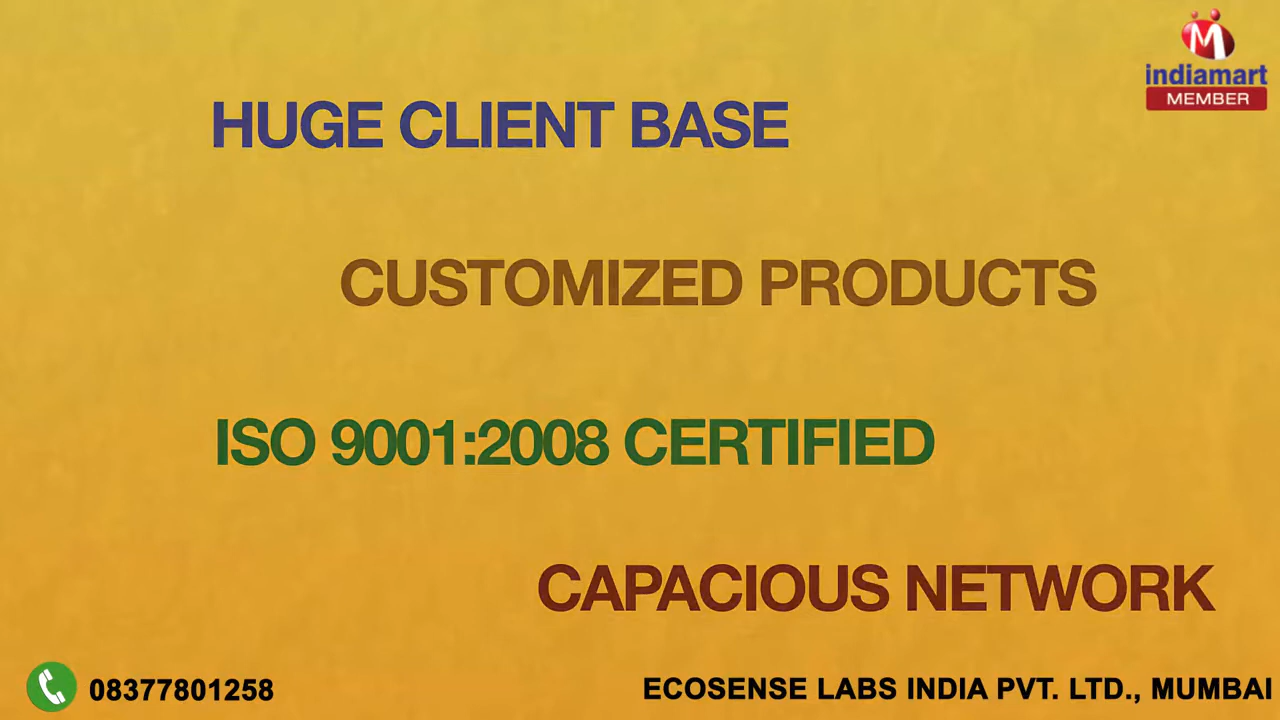 indiamart
MEMBER
HUGE CLIENT BASE
CUSTOMIZED PRODUCTS
ISO 9001:2008 CERTIFIED
CAPACIOUS NETWORK
08377801258
ECOSENSE LABS INDIA PVT. LTD., MUMBAI